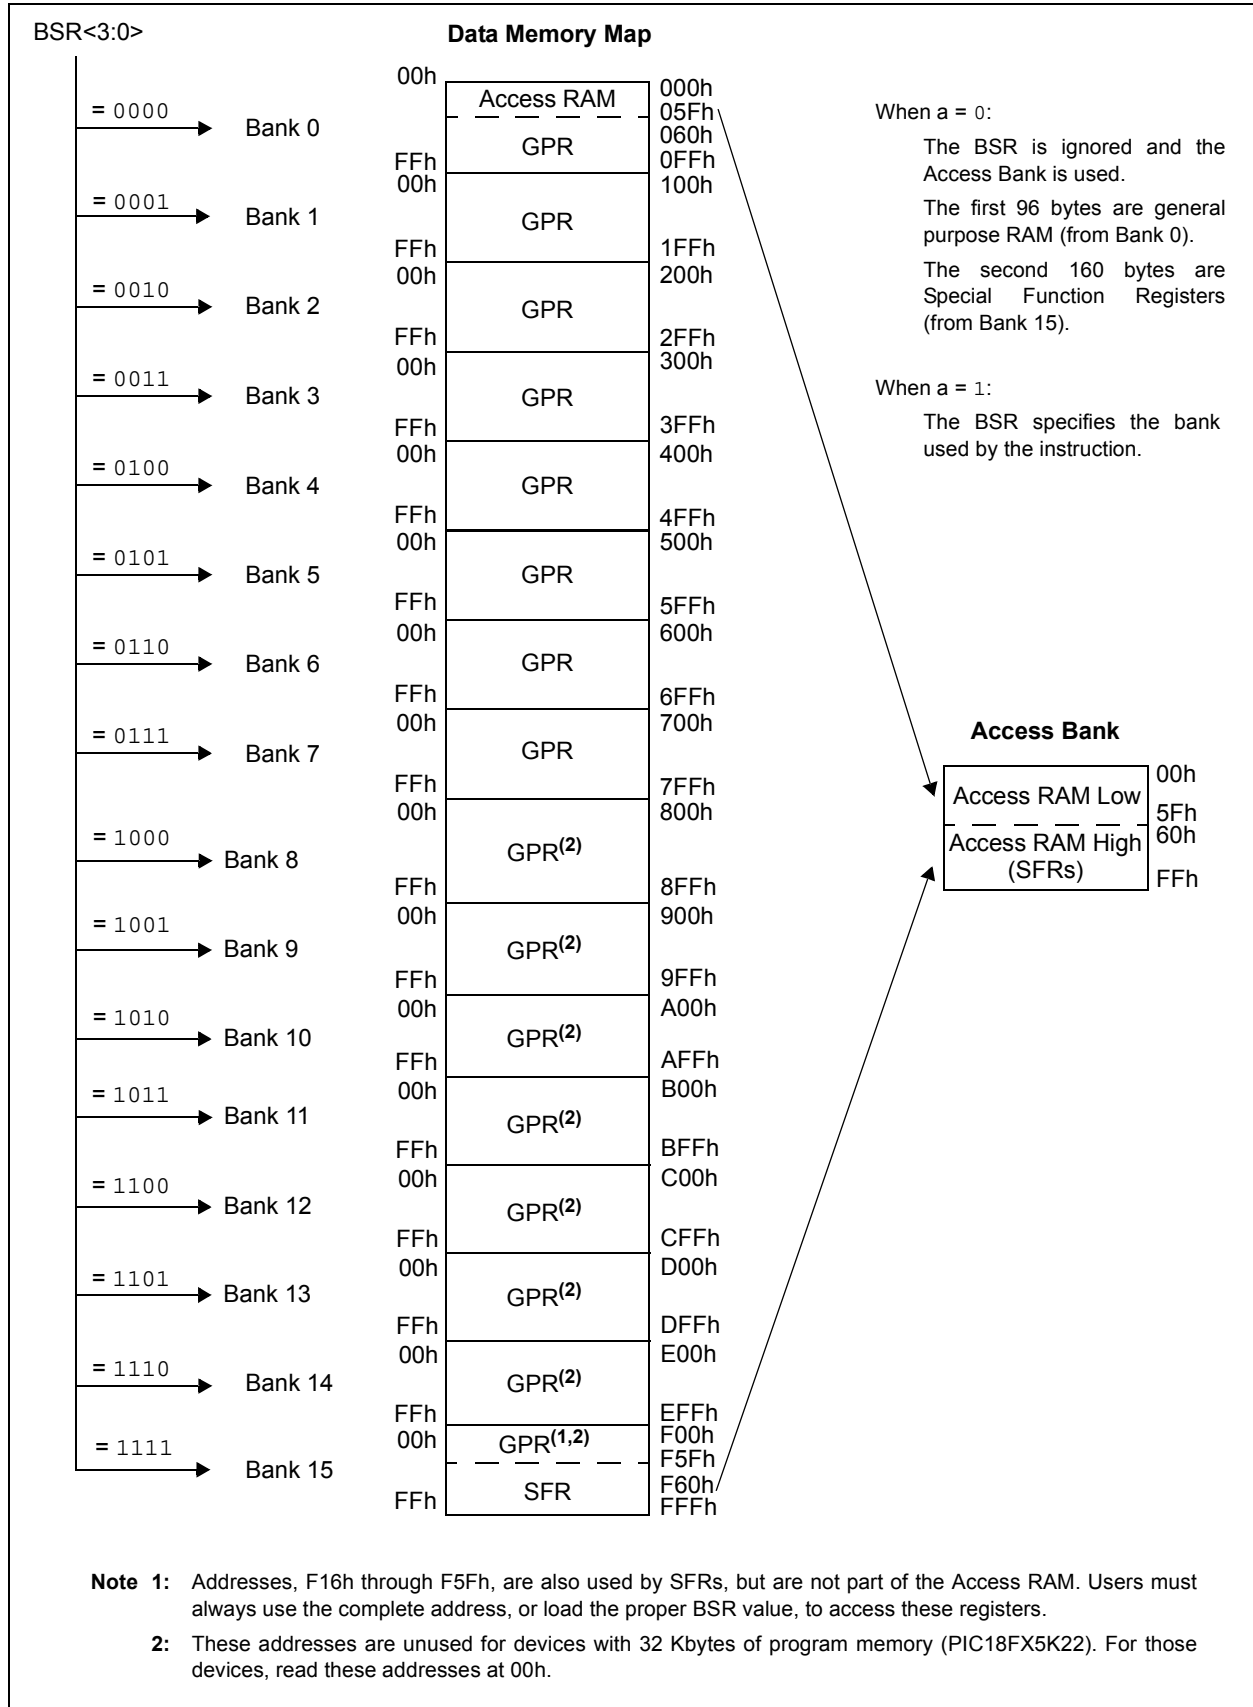 BSR<3:0>
Data Memory Map
00h
000h
Access RAM
05Fh
= 0000
Bank 0
060h
GPR
FFh
0FFh
00h
100h
= 0001
Bank 1
GPR
FFh
1FFh
00h
200h
= 0010
Bank 2
GPR
FFh
2FFh
00h
300h
= 0011
Bank 3
GPR
FFh
3FFh
00h
400h
= 0100
Bank 4
GPR
FFh
4FFh
00h
500h
= 0101
Bank 5
GPR
FFh
5FFh
00h
600h
= 0110
Bank 6
GPR
FFh
6FFh
00h
700h
= 0111
Bank 7
GPR
FFh
7FFh
00h
800h
= 1000
Bank 8
GPR(2)
FFh
8FFh
00h
900h
= 1001
Bank 9
GPR(2)
FFh
9FFh
00h
A00h
= 1010
Bank 10
GPR(2)
FFh
AFFh
00h
B00h
= 1011
Bank 11
GPR(2)
FFh
BFFh
00h
C00h
= 1100
Bank 12
GPR(2)
FFh
CFFh
00h
D00h
= 1101
Bank 13
GPR(2)
FFh
DFFh
00h
E00h
= 1110
Bank 14
GPR(2)
FFh
EFFh
00h
F00h
= 1111
Bank 15
GPR(1,2)
F5Fh
F60h
SFR
FFh
FFFh
When a = 0:
The BSR is ignored and the
Access Bank is used.
The first 96 bytes are general
purpose RAM (from Bank 0).
The second 160 bytes are
Special Function Registers
(from Bank 15).
When a = 1:
The BSR specifies the bank
used by the instruction.
Access Bank
00h
Access RAM Low
5Fh
60h
Access RAM High
(SFRs)
FFh
Note 1: Addresses, F16h through F5Fh, are also used by SFRs, but are not part of the Access RAM. Users must
always use the complete address, or load the proper BSR value, to access these registers.
2: These addresses are unused for devices with 32 Kbytes of program memory (PIC18FX5K22). For those
devices, read these addresses at 00h.